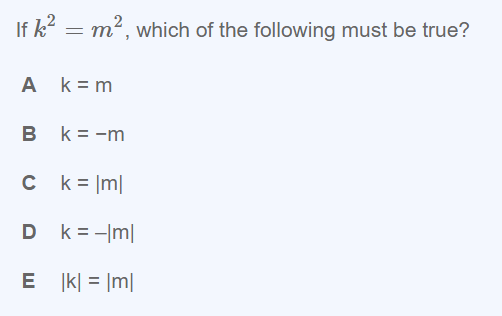 If k² = m², which of the following must be true?
A k = m
B k = −m
C k = |m|
D k = –|m|
E |k| = |m|